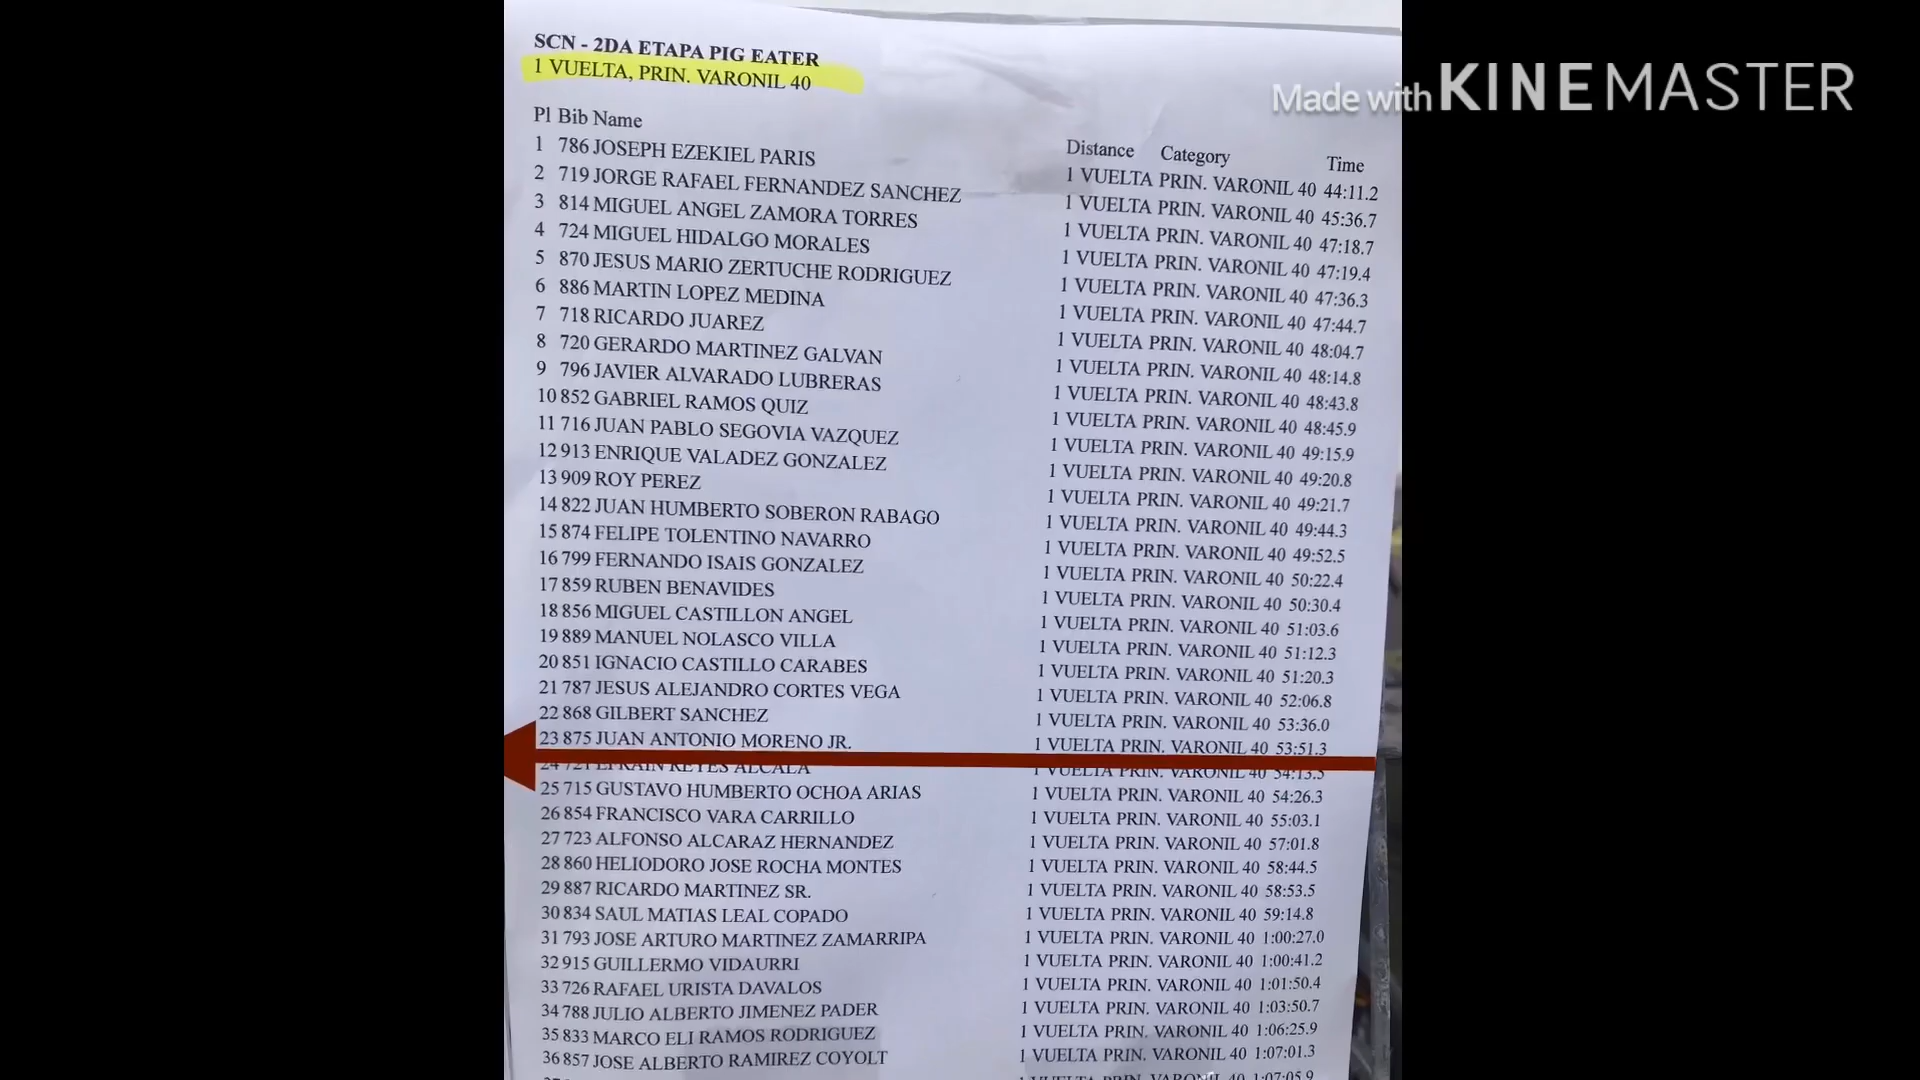 SCN - 2DA ETAPA PIG EATER
1 VUELTA, PRIN. VARONIL 40
Made with KINEMASTER
Pl Bib Name Distance Category Time
1 786 JOSEPH EZEKIEL PARIS 1 VUELTA PRIN. VARONIL 40 44:11.2
2 719 JORGE RAFAEL FERNANDEZ SANCHEZ 1 VUELTA PRIN. VARONIL 40 45:36.7
3 814 MIGUEL ANGEL ZAMORA TORRES 1 VUELTA PRIN. VARONIL 40 47:18.7
4 724 MIGUEL HIDALGO MORALES 1 VUELTA PRIN. VARONIL 40 47:19.4
5 870 JESUS MARIO ZERTUCHE RODRIGUEZ 1 VUELTA PRIN. VARONIL 40 47:36.3
6 886 MARTIN LOPEZ MEDINA 1 VUELTA PRIN. VARONIL 40 47:44.7
7 718 RICARDO JUAREZ 1 VUELTA PRIN. VARONIL 40 48:04.7
8 720 GERARDO MARTINEZ GALVAN 1 VUELTA PRIN. VARONIL 40 48:14.8
9 796 JAVIER ALVARADO LUBRERAS 1 VUELTA PRIN. VARONIL 40 48:43.8
10 852 GABRIEL RAMOS QUIZ 1 VUELTA PRIN. VARONIL 40 48:45.9
11 716 JUAN PABLO SEGOVIA VAZQUEZ 1 VUELTA PRIN. VARONIL 40 49:15.9
12 913 ENRIQUE VALADEZ GONZALEZ 1 VUELTA PRIN. VARONIL 40 49:20.8
13 909 ROY PEREZ 1 VUELTA PRIN. VARONIL 40 49:21.7
14 822 JUAN HUMBERTO SOBERON RABAGO 1 VUELTA PRIN. VARONIL 40 49:44.3
15 874 FELIPE TOLENTINO NAVARRO 1 VUELTA PRIN. VARONIL 40 49:52.5
16 799 FERNANDO ISAIS GONZALEZ 1 VUELTA PRIN. VARONIL 40 50:22.4
17 859 RUBEN BENAVIDES 1 VUELTA PRIN. VARONIL 40 50:30.4
18 856 MIGUEL CASTILLON ANGEL 1 VUELTA PRIN. VARONIL 40 51:03.6
19 889 MANUEL NOLASCO VILLA 1 VUELTA PRIN. VARONIL 40 51:12.3
20 851 IGNACIO CASTILLO CARABES 1 VUELTA PRIN. VARONIL 40 51:20.3
21 787 JESUS ALEJANDRO CORTES VEGA 1 VUELTA PRIN. VARONIL 40 52:06.8
22 868 GILBERT SANCHEZ 1 VUELTA PRIN. VARONIL 40 53:36.0
23 875 JUAN ANTONIO MORENO JR. 1 VUELTA PRIN. VARONIL 40 53:51.3
24 721 EFRAIN REYES ALCALA 1 VUELTA PRIN. VARONIL 40 54:13.5
25 715 GUSTAVO HUMBERTO OCHOA ARIAS 1 VUELTA PRIN. VARONIL 40 54:26.3
26 854 FRANCISCO VARA CARRILLO 1 VUELTA PRIN. VARONIL 40 55:03.1
27 723 ALFONSO ALCARAZ HERNANDEZ 1 VUELTA PRIN. VARONIL 40 57:01.8
28 860 HELIODORO JOSE ROCHA MONTES 1 VUELTA PRIN. VARONIL 40 58:44.5
29 887 RICARDO MARTINEZ SR. 1 VUELTA PRIN. VARONIL 40 58:53.5
30 834 SAUL MATIAS LEAL COPADO 1 VUELTA PRIN. VARONIL 40 59:14.8
31 793 JOSE ARTURO MARTINEZ ZAMARRIPA 1 VUELTA PRIN. VARONIL 40 1:00:27.0
32 915 GUILLERMO VIDAURRI 1 VUELTA PRIN. VARONIL 40 1:00:41.2
33 726 RAFAEL URISTA DAVALOS 1 VUELTA PRIN. VARONIL 40 1:01:50.4
34 788 JULIO ALBERTO JIMENEZ PADER 1 VUELTA PRIN. VARONIL 40 1:03:50.7
35 833 MARCO ELI RAMOS RODRIGUEZ 1 VUELTA PRIN. VARONIL 40 1:06:25.9
36 857 JOSE ALBERTO RAMIREZ COYOLT 1 VUELTA PRIN. VARONIL 40 1:07:01.3
1 VUELTA PRIN. VARONIL 40 1:07:05.9